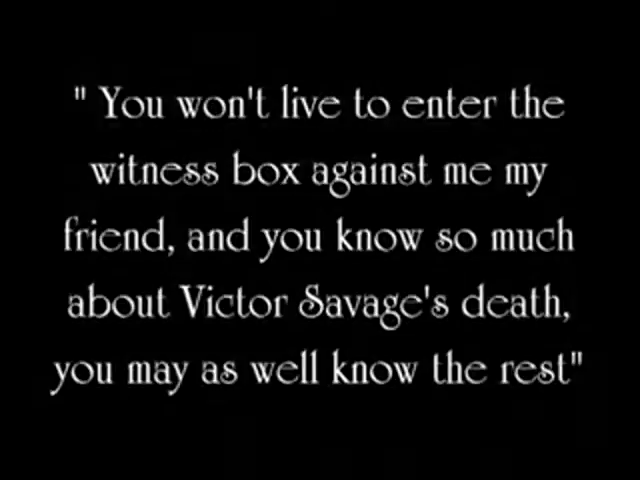 " You won't live to enter the
witness box against me my
friend, and you know so much
about Victor Savage's death,
you may as well know the rest"